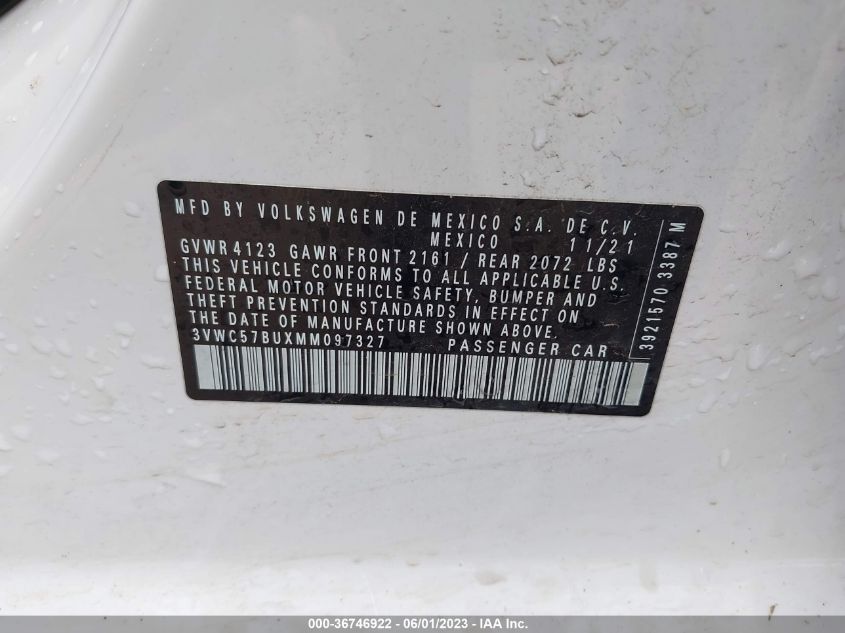 MFD BY VOLKSWAGEN DE MEXICO S.A. DE C.V.
MEXICO 11/21
GVWR 4123 GAWR FRONT 2161 / REAR 2072 LBS
THIS VEHICLE CONFORMS TO ALL APPLICABLE U.S.
FEDERAL MOTOR VEHICLE SAFETY, BUMPER AND
THEFT PREVENTION STANDARDS IN EFFECT ON
THE DATE OF MANUFACTURE SHOWN ABOVE.
3VWC57BUXMM097327 PASSENGER CAR
3921570 3387 M
000-36746922 - 06/01/2023 - IAA Inc.